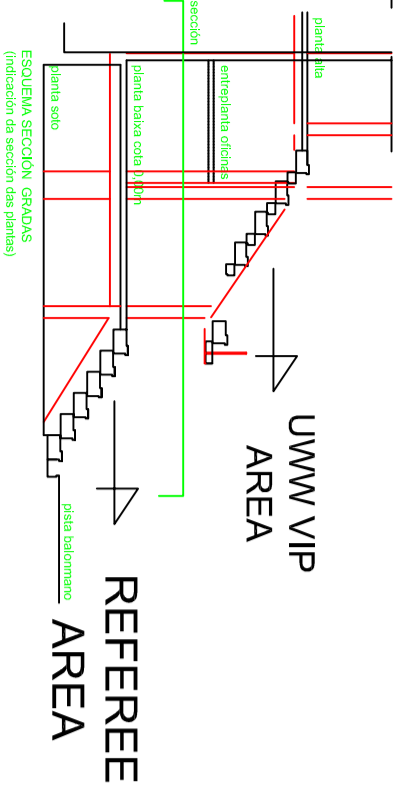 sección
planta alta
entreplanta oficinas
planta baixa cota 0,00m
planta soto
ESQUEMA SECCIÓN GRADAS
(indicación da sección das plantas)
UWW VIP
AREA
pista balonmano
REFEREE
AREA